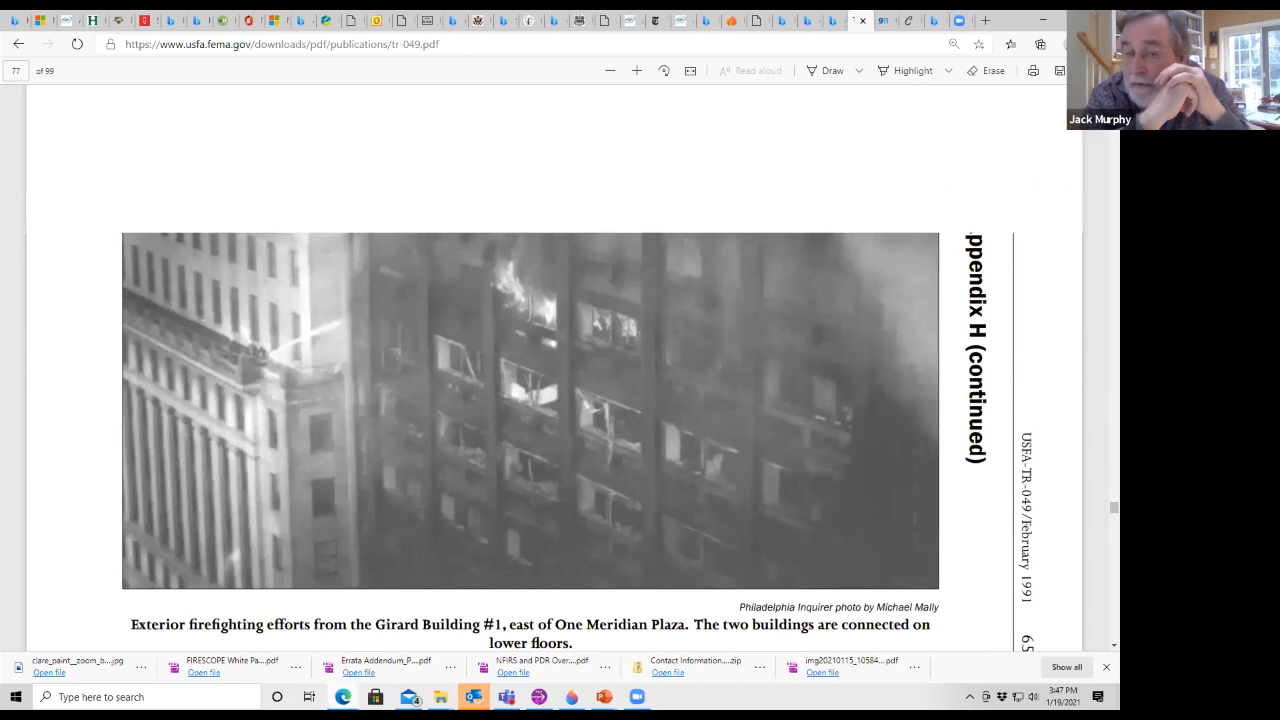 https://www.usfa.fema.gov/downloads/pdf/publications/tr-049.pdf
77 of 99
Read aloud
Draw
Highlight
Erase
Jack Murphy
ppendix H (continued)
USFA-TR-049/February 1991
65
Philadelphia Inquirer photo by Michael Mally
Exterior firefighting efforts from the Girard Building #1, east of One Meridian Plaza. The two buildings are connected on
lower floors.
clare_paint__zoom_b....jpg
Open file
FIRESCOPE White Pa....pdf
Open file
Errata Addendum_P....pdf
Open file
NFIRS and PDR Over....pdf
Open file
Contact Information....zip
Open file
img20210115_10584....pdf
Open file
Show all
Type here to search
4
3:47 PM
1/19/2021